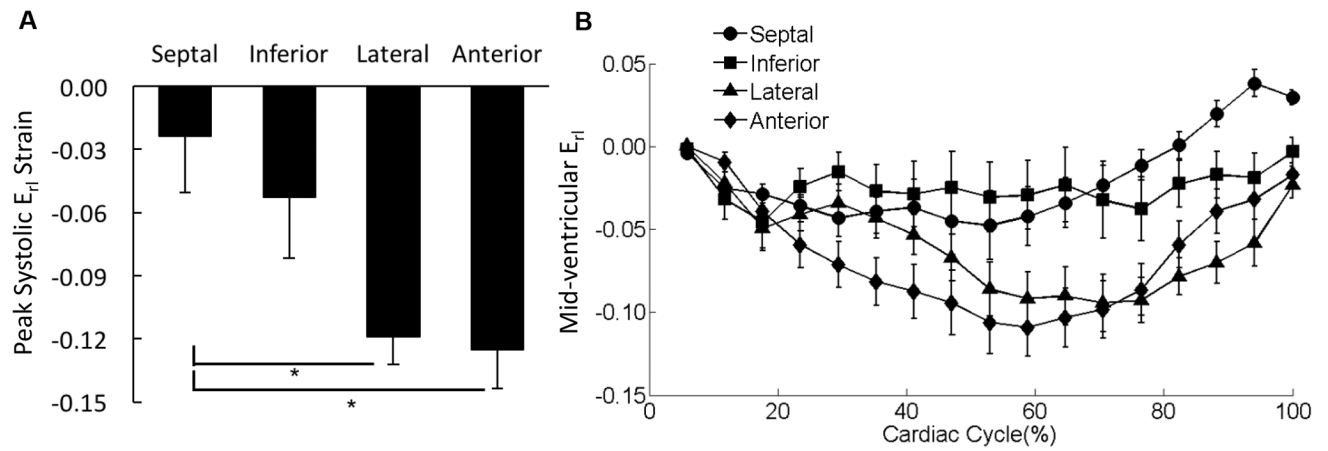 A
Septal Inferior Lateral Anterior
0.00
-0.03
-0.06
-0.09
-0.12
-0.15
Peak Systolic Erl Strain
*
*
B
Septal
Inferior
Lateral
Anterior
0.05
0.00
-0.05
-0.10
-0.15
Mid-ventricular Erl
0 20 40 60 80 100
Cardiac Cycle(%)